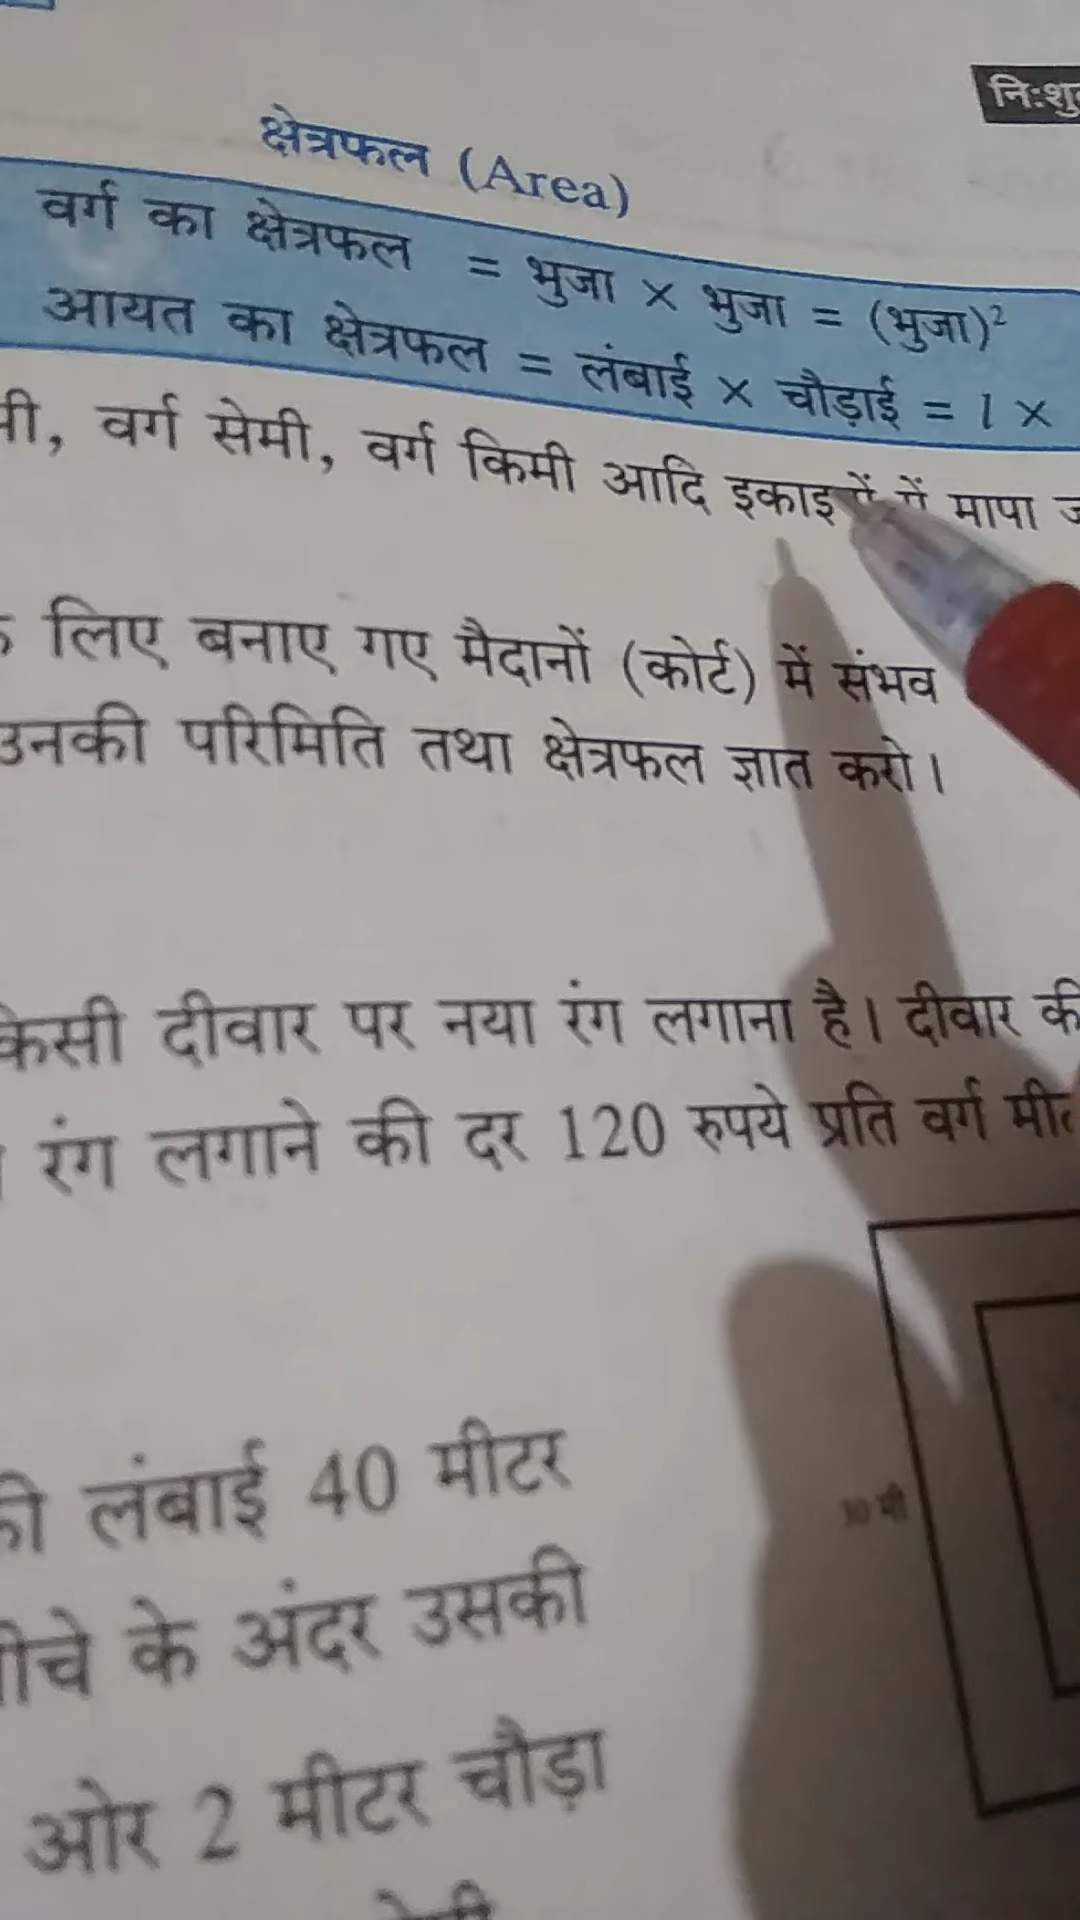 क्षेत्रफल (Area)
वर्ग का क्षेत्रफल = भुजा × भुजा = (भुजा)²
आयत का क्षेत्रफल = लंबाई × चौड़ाई = l ×
वर्ग सेमी, वर्ग किमी आदि इकाइयों में मापा
लिए बनाए गए मैदानों (कोर्ट) में संभव
उनकी परिमिति तथा क्षेत्रफल ज्ञात करो।
दीवार पर नया रंग लगाना है। दीवार की
रंग लगाने की दर 120 रुपये प्रति वर्ग
लंबाई 40 मीटर
के अंदर उसकी
ओर 2 मीटर चौड़ा